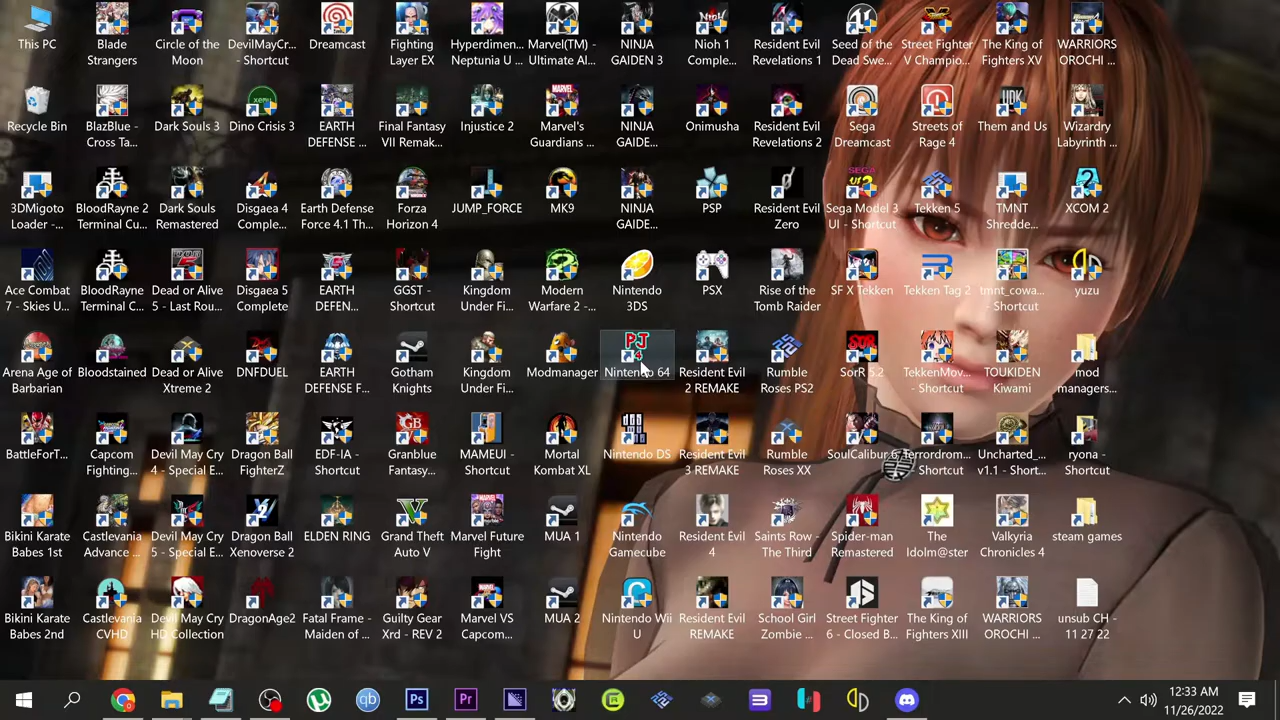 This PC
Blade
Strangers
Circle of the
Moon
DevilMayCr...
- Shortcut
Dreamcast
Fighting
Layer EX
Hyperdimen...
Neptunia U ...
Marvel(TM) -
Ultimate Al...
NINJA
GAIDEN 3
Nioh 1
Comple...
Resident Evil
Revelations 1
Seed of the
Dead Swe...
Street Fighter
V Champio...
The King of
Fighters XV
WARRIORS
OROCHI ...
Recycle Bin
BlazBlue -
Cross Ta...
Dark Souls 3
Dino Crisis 3
EARTH
DEFENSE ...
Final Fantasy
VII Remak...
Injustice 2
Marvel's
Guardians ...
NINJA
GAIDE...
Onimusha
Resident Evil
Revelations 2
Sega
Dreamcast
Streets of
Rage 4
Them and Us
Wizardry
Labyrinth ...
3DMigoto
Loader -...
BloodRayne 2
Terminal Cu...
Dark Souls
Remastered
Disgaea 4
Comple...
Earth Defense
Force 4.1 Th...
Forza
Horizon 4
JUMP_FORCE
MK9
NINJA
GAIDE...
PSP
Resident Evil
Zero
Sega Model 3
UI - Shortcut
Tekken 5
TMNT
Shredde...
XCOM 2
Ace Combat
7 - Skies U...
BloodRayne
Terminal C...
Dead or Alive
5 - Last Rou...
Disgaea 5
Complete
EARTH
DEFEN...
GGST -
Shortcut
Kingdom
Under Fi...
Modern
Warfare 2 -...
Nintendo
3DS
PSX
Rise of the
Tomb Raider
SF X Tekken
Tekken Tag 2
tmnt_cowa...
- Shortcut
yuzu
Arena Age of
Barbarian
Bloodstained
Dead or Alive
Xtreme 2
DNFDUEL
EARTH
DEFENSE F...
Gotham
Knights
Kingdom
Under Fi...
Modmanager
PJ
4
Nintendo 64
Resident Evil
2 REMAKE
Rumble
Roses PS2
SOR
SorR 5.2
TekkenMov...
- Shortcut
TOUKIDEN
Kiwami
mod
managers...
BattleForT...
Capcom
Fighting...
Devil May Cry
4 - Special E...
Dragon Ball
FighterZ
EDF-IA -
Shortcut
Granblue
Fantasy...
MAMEUI -
Shortcut
Mortal
Kombat XL
Nintendo DS
Resident Evil
3 REMAKE
Rumble
Roses XX
SoulCalibur 6
Terrordrom...
- Shortcut
Uncharted_...
v1.1 - Short...
ryona -
Shortcut
Bikini Karate
Babes 1st
Castlevania
Advance ...
Devil May Cry
5 - Special E...
Dragon Ball
Xenoverse 2
ELDEN RING
Grand Theft
Auto V
Marvel Future
Fight
MUA 1
Nintendo
Gamecube
Resident Evil
4
Saints Row -
The Third
Spider-man
Remastered
The
Idolm@ster
Valkyria
Chronicles 4
steam games
Bikini Karate
Babes 2nd
Castlevania
CVHD
Devil May Cry
HD Collection
DragonAge2
Fatal Frame -
Maiden of ...
Guilty Gear
Xrd - REV 2
Marvel VS
Capcom...
MUA 2
Nintendo Wii
U
Resident Evil
REMAKE
School Girl
Zombie ...
Street Fighter
6 - Closed B...
The King of
Fighters XIII
WARRIORS
OROCHI ...
unsub CH -
11 27 22
qb
Ps
Pr
12:33 AM
11/26/2022